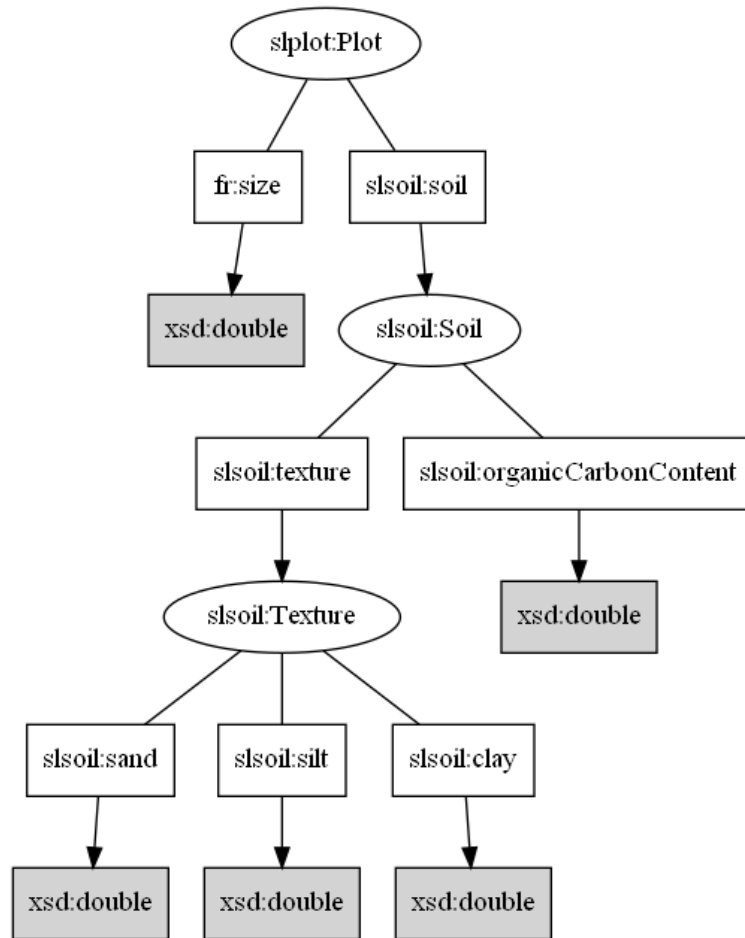 slplot:Plot
fr:size
slsoil:soil
xsd:double
slsoil:Soil
slsoil:texture
slsoil:organicCarbonContent
slsoil:Texture
xsd:double
slsoil:sand
slsoil:silt
slsoil:clay
xsd:double
xsd:double
xsd:double